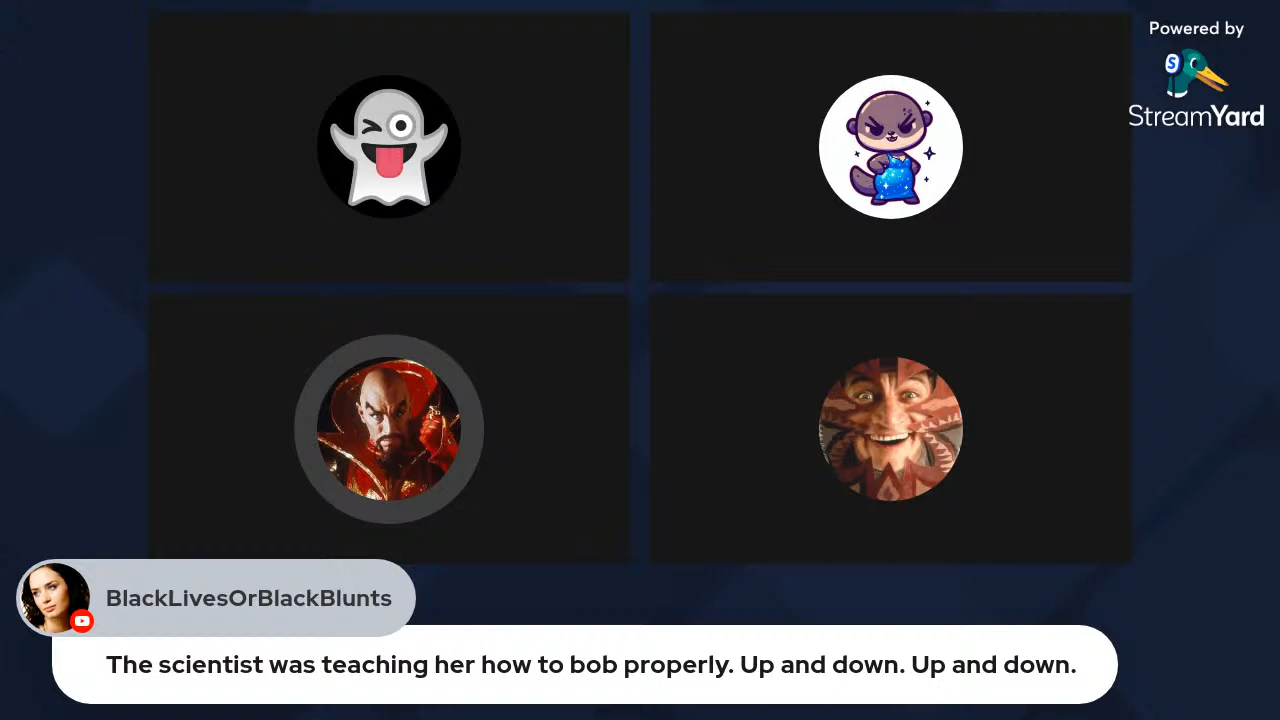 Powered by
S
StreamYard
BlackLivesOrBlackBlunts
The scientist was teaching her how to bob properly. Up and down. Up and down.